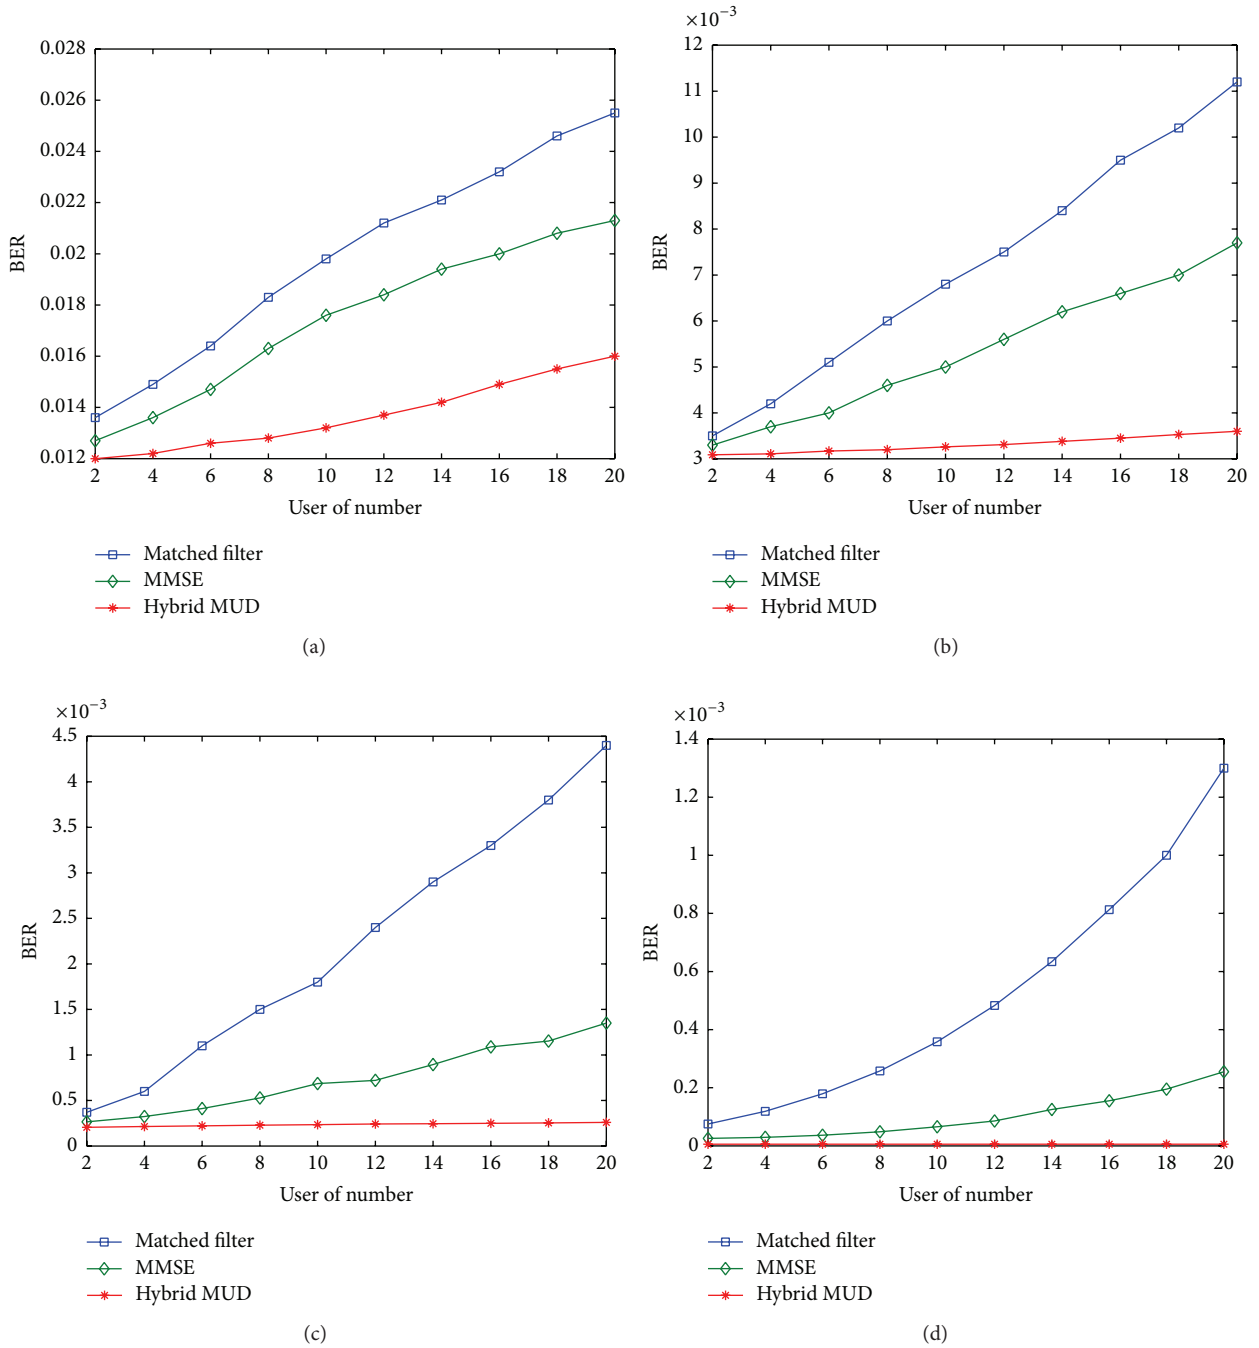 0.028
0.026
0.024
0.022
0.02
0.018
0.016
0.014
0.012
BER
2 4 6 8 10 12 14 16 18 20
User of number
Matched filter
MMSE
Hybrid MUD
(a)
×10−3
12
11
10
9
8
7
6
5
4
3
BER
2 4 6 8 10 12 14 16 18 20
User of number
Matched filter
MMSE
Hybrid MUD
(b)
×10−3
4.5
4
3.5
3
2.5
2
1.5
1
0.5
0
BER
2 4 6 8 10 12 14 16 18 20
User of number
Matched filter
MMSE
Hybrid MUD
(c)
×10−3
1.4
1.2
1
0.8
0.6
0.4
0.2
0
BER
2 4 6 8 10 12 14 16 18 20
User of number
Matched filter
MMSE
Hybrid MUD
(d)